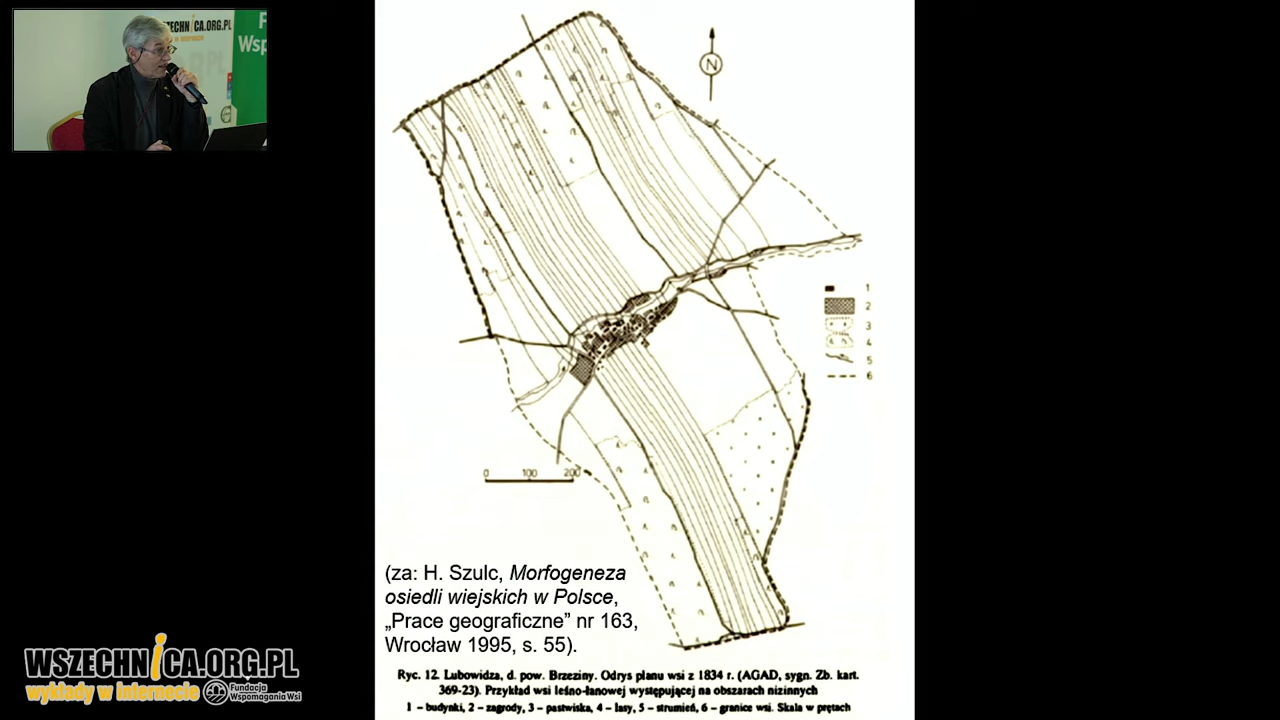 WSZECHNICA.ORG.PL
N
1
2
3
4
5
6
0 100 200
(za: H. Szulc, Morfogeneza
osiedli wiejskich w Polsce,
„Prace geograficzne” nr 163,
Wrocław 1995, s. 55).
Ryc. 12. Lubowidza, d. pow. Brzeziny. Odrys planu wsi z 1834 r. (AGAD, sygn. Zb. kart.
369-23). Przykład wsi leśno-łanowej występującej na obszarach nizinnych
1 – budynki, 2 – zagrody, 3 – pastwiska, 4 – lasy, 5 – strumień, 6 – granice wsi. Skala w prętach
WSZECHNICA.ORG.PL
wykłady w internecie
Fundacja
Wspomagania Wsi